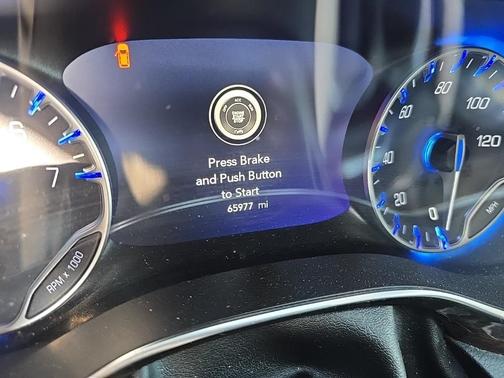 Press Brake
and Push Button
to Start
65977 mi
6
7
RPM x 1000
0
20
40
60
80
100
120
MPH